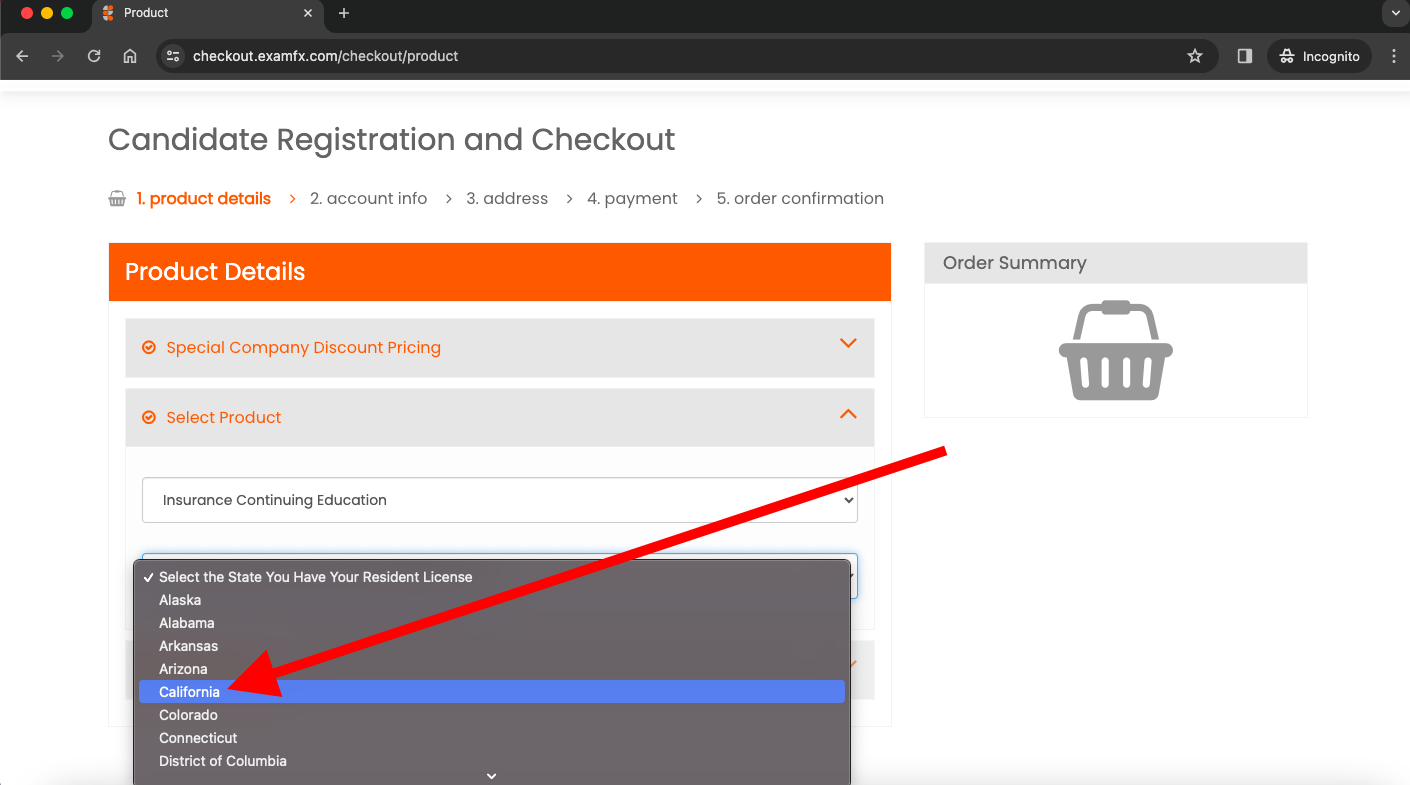 Product
checkout.examfx.com/checkout/product
Incognito
Candidate Registration and Checkout
1. product details > 2. account info > 3. address > 4. payment > 5. order confirmation
Product Details
Order Summary
Special Company Discount Pricing
Select Product
Insurance Continuing Education
✓ Select the State You Have Your Resident License
Alaska
Alabama
Arkansas
Arizona
California
Colorado
Connecticut
District of Columbia